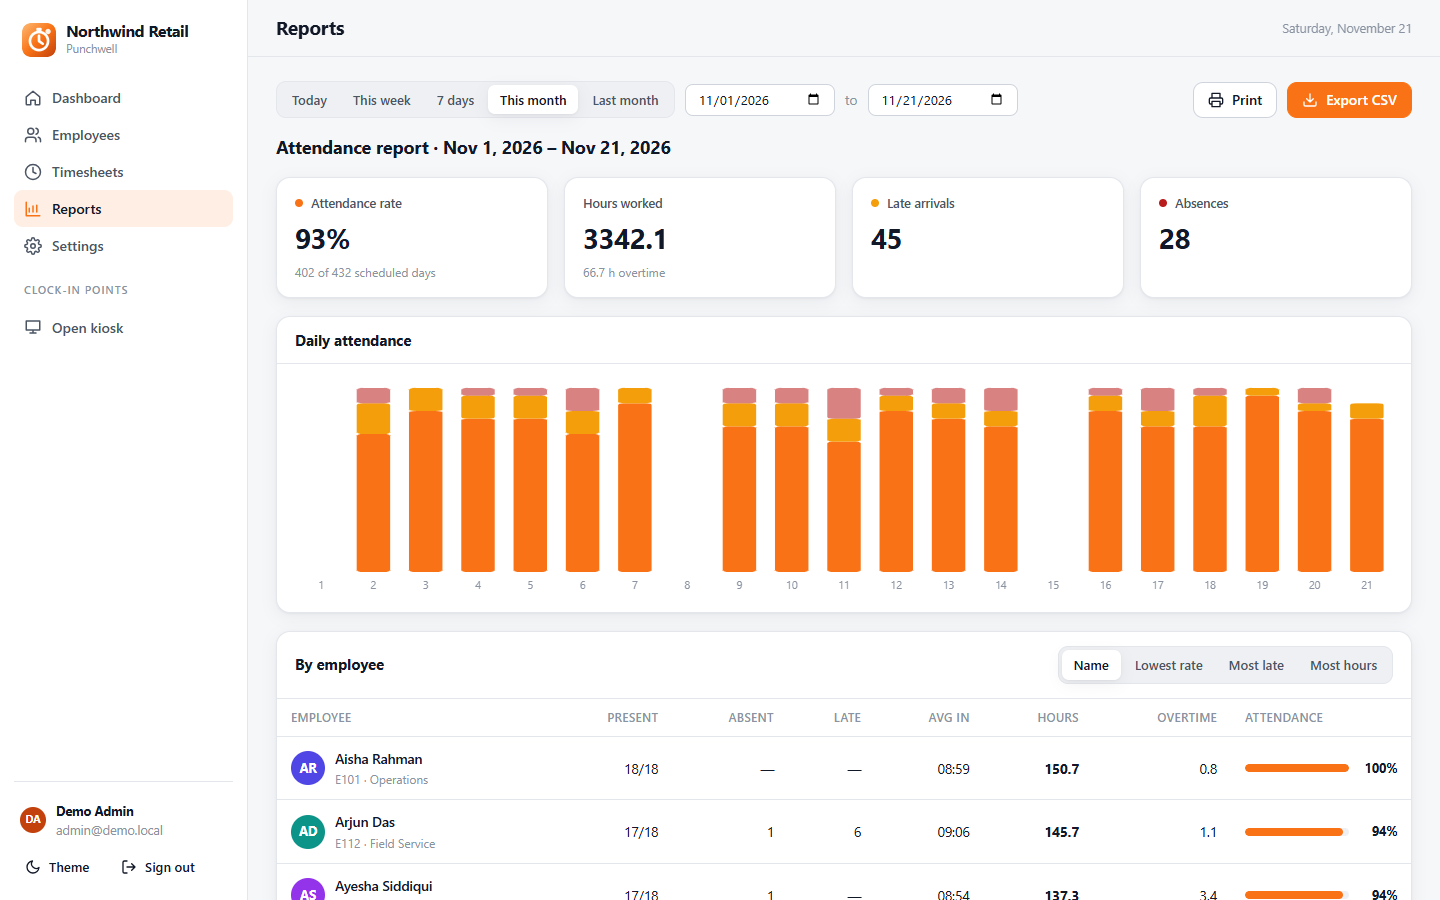 Northwind Retail
Punchwell
Dashboard
Employees
Timesheets
Reports
Settings
CLOCK-IN POINTS
Open kiosk
DA
Demo Admin
admin@demo.local
Theme
Sign out
Reports
Saturday, November 21
Today
This week
7 days
This month
Last month
11/01/2026
to
11/21/2026
Print
Export CSV
Attendance report · Nov 1, 2026 – Nov 21, 2026
Attendance rate
93%
402 of 432 scheduled days
Hours worked
3342.1
66.7 h overtime
Late arrivals
45
Absences
28
Daily attendance
1 2 3 4 5 6 7 8 9 10 11 12 13 14 15 16 17 18 19 20 21
By employee
Name
Lowest rate
Most late
Most hours
EMPLOYEE PRESENT ABSENT LATE AVG IN HOURS OVERTIME ATTENDANCE
AR
Aisha Rahman
E101 · Operations
18/18 — — 08:59 150.7 0.8 100%
AD
Arjun Das
E112 · Field Service
17/18 1 6 09:06 145.7 1.1 94%
AS
Ayesha Siddiqui
17/18 1 — 08:54 137.3 3.4 94%